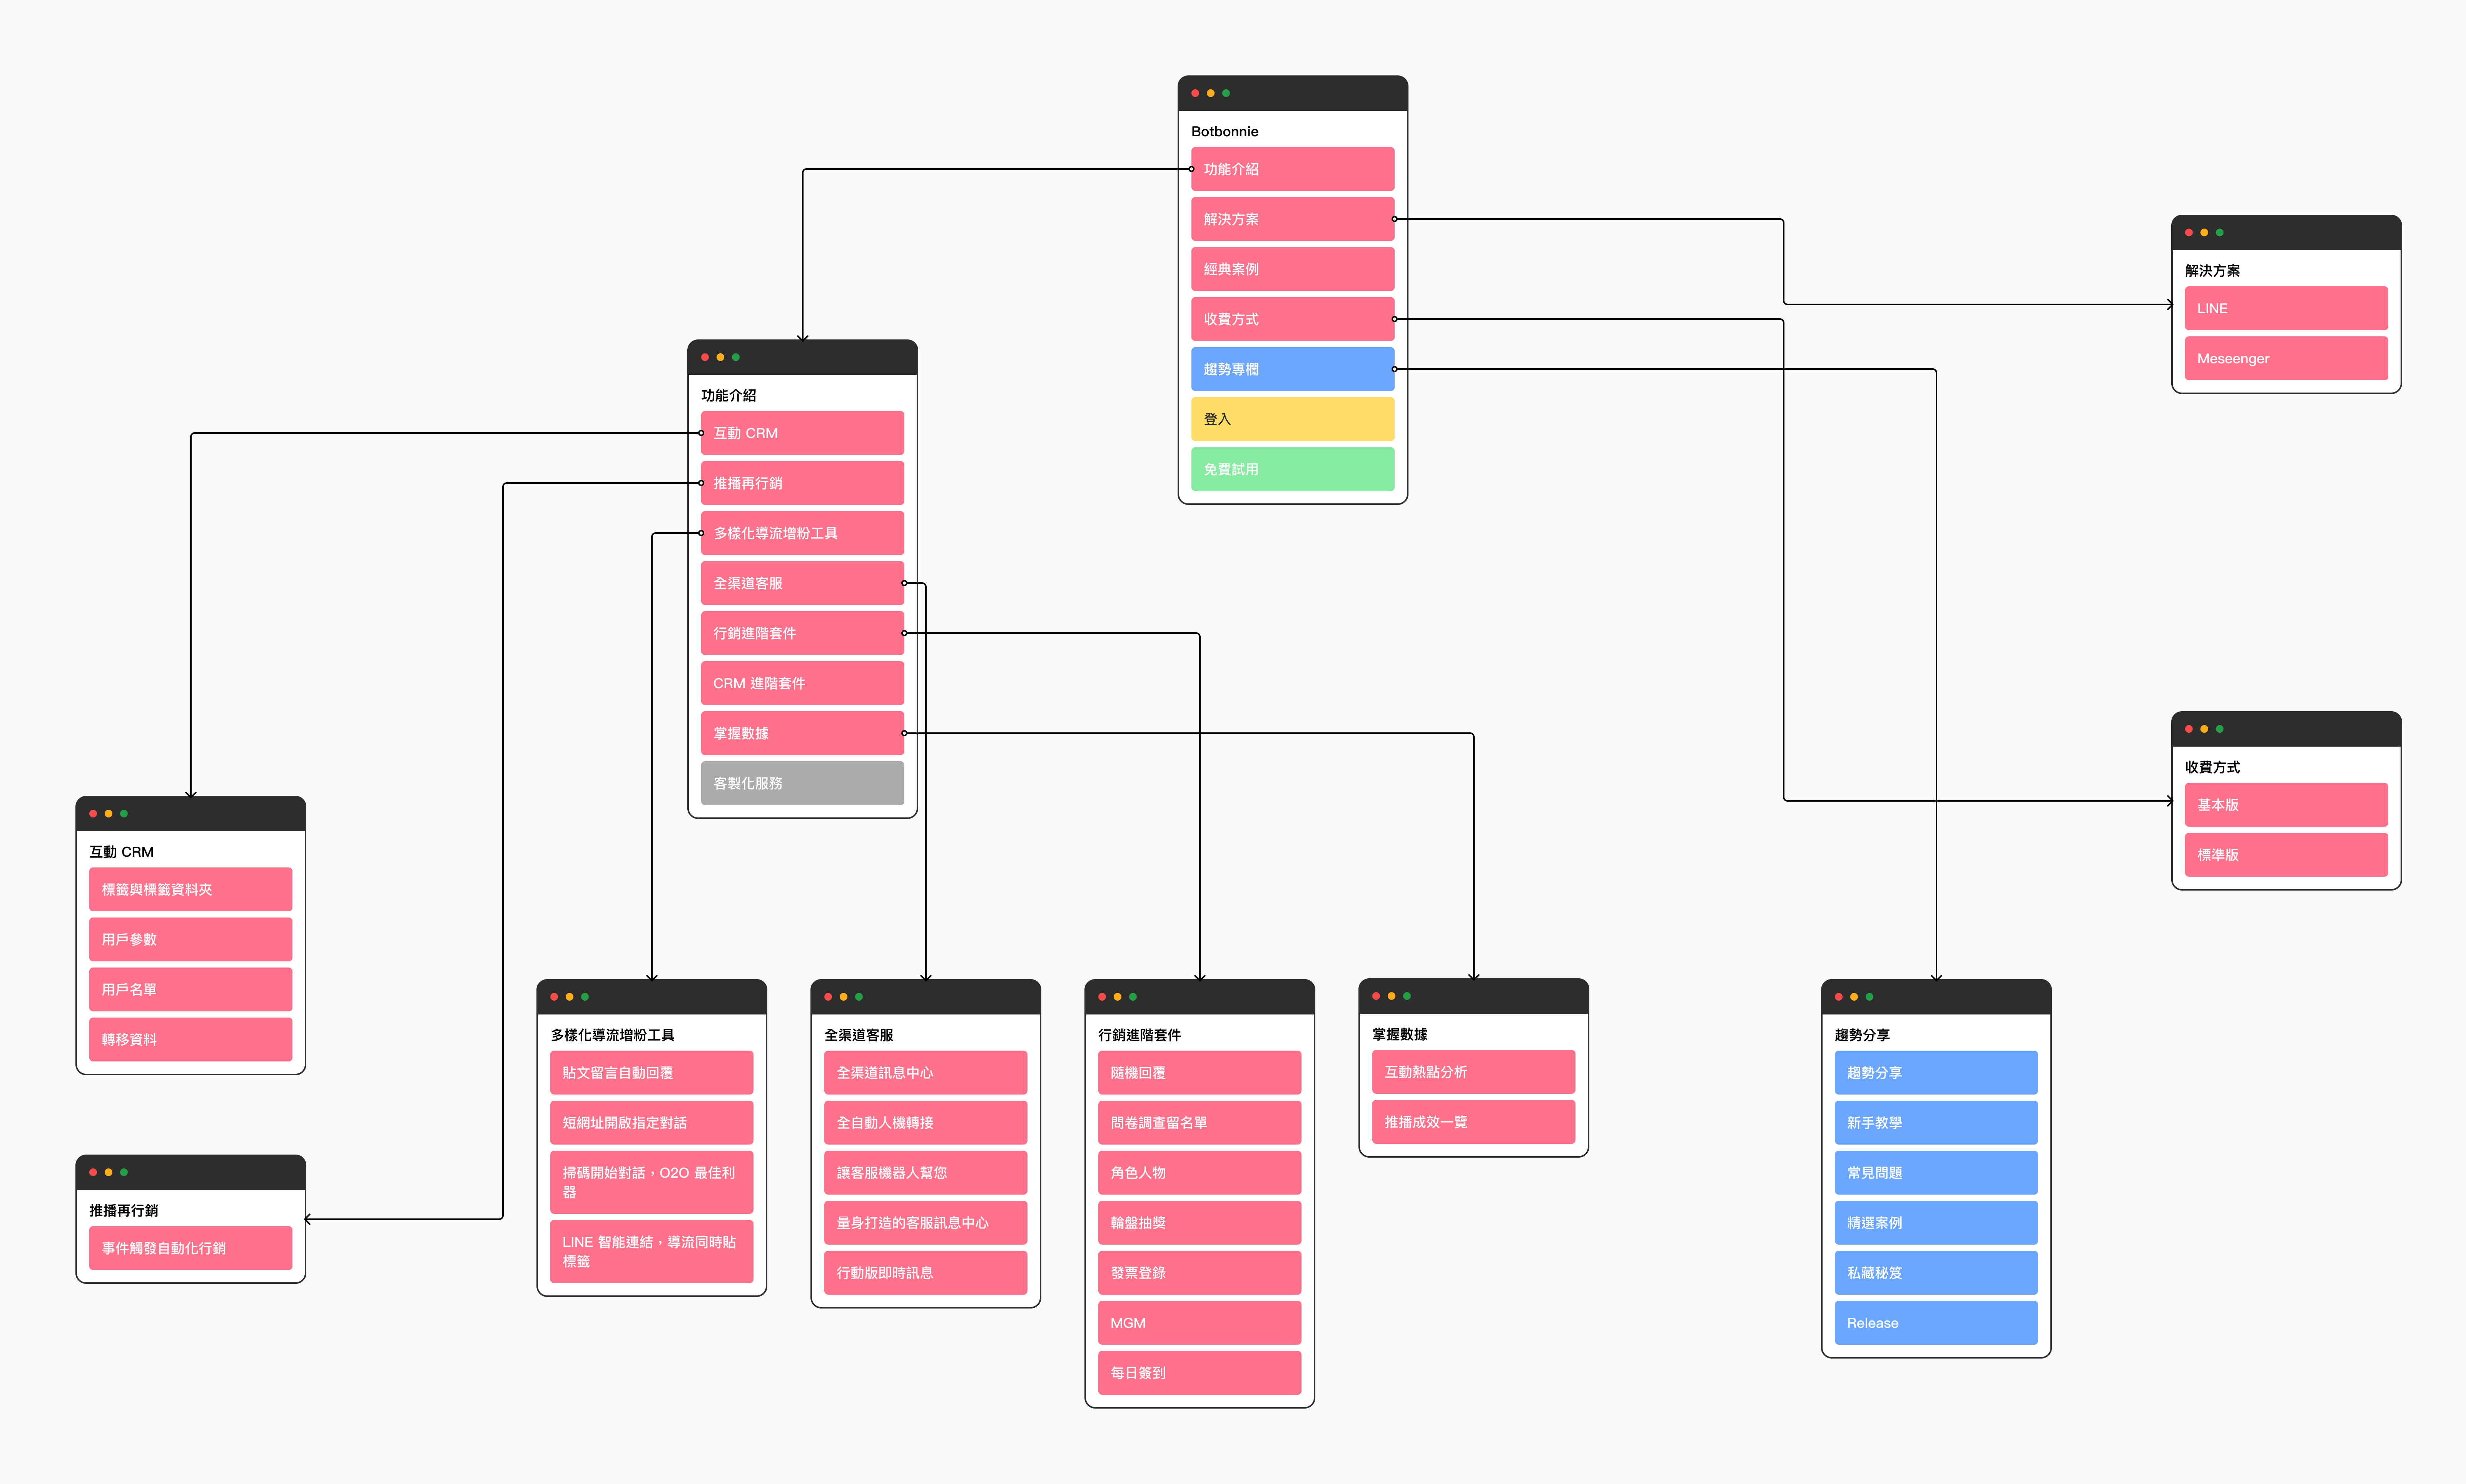 Botbonnie
功能介紹
解決方案
經典案例
收費方式
趨勢專欄
登入
免費試用
解決方案
LINE
Meseenger
功能介紹
互動 CRM
推播再行銷
多樣化導流增粉工具
全渠道客服
行銷進階套件
CRM 進階套件
掌握數據
客製化服務
收費方式
基本版
標準版
互動 CRM
標籤與標籤資料夾
用戶參數
用戶名單
轉移資料
推播再行銷
事件觸發自動化行銷
多樣化導流增粉工具
貼文留言自動回覆
短網址開啟指定對話
掃碼開始對話，O2O 最佳利
器
LINE 智能連結，導流同時貼
標籤
全渠道客服
全渠道訊息中心
全自動人機轉接
讓客服機器人幫您
量身打造的客服訊息中心
行動版即時訊息
行銷進階套件
隨機回覆
問卷調查留名單
角色人物
輪盤抽獎
發票登錄
MGM
每日簽到
掌握數據
互動熱點分析
推播成效一覽
趨勢分享
趨勢分享
新手教學
常見問題
精選案例
私藏秘笈
Release